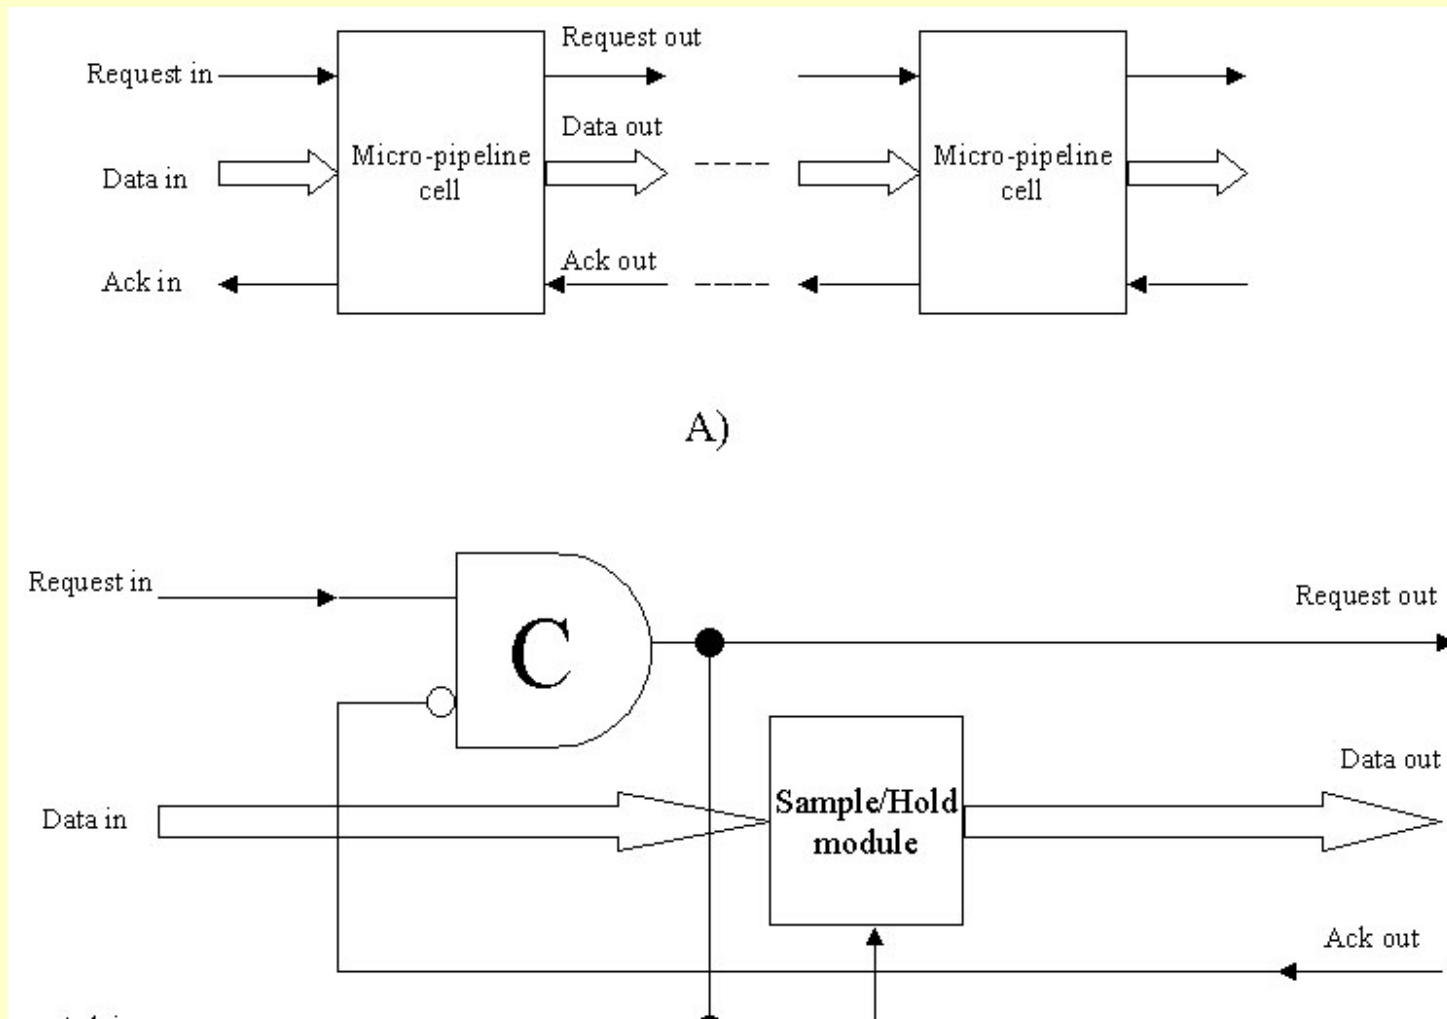 Request in
Request out
Data in
Micro-pipeline
cell
Data out
Micro-pipeline
cell
Ack in
Ack out
A)
Request in
C
Request out
Data in
Sample/Hold
module
Data out
Ack out